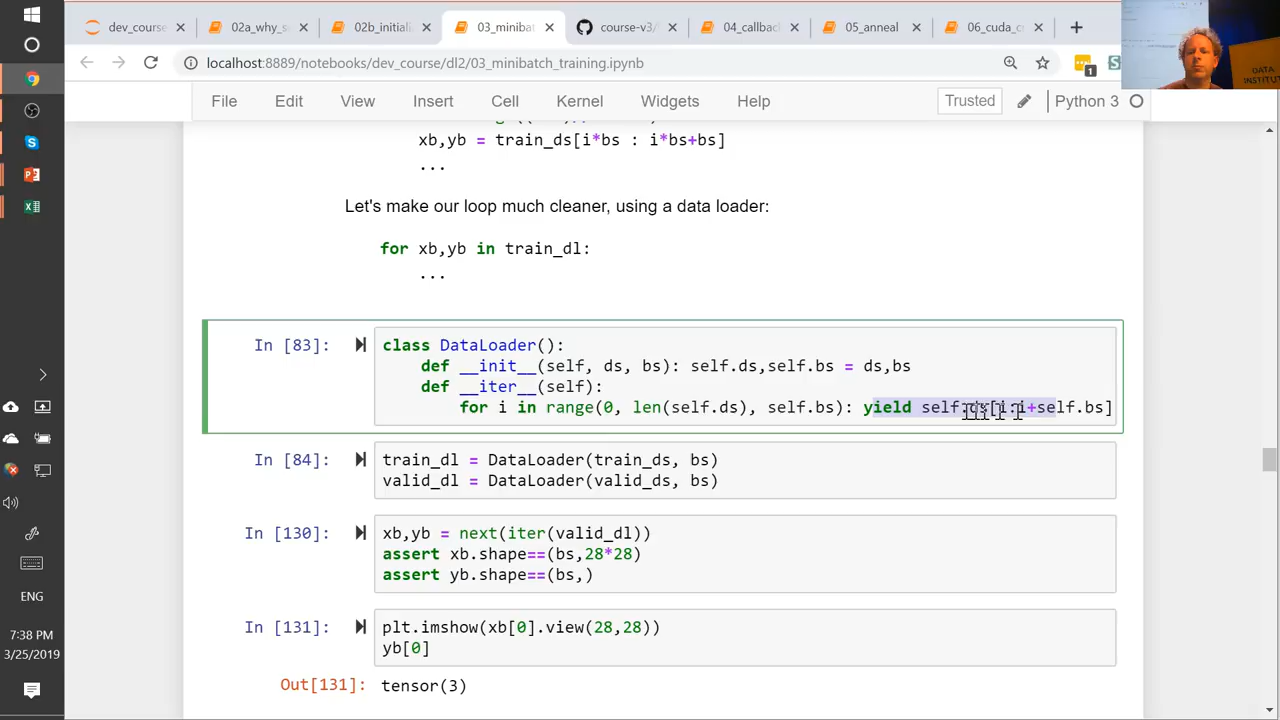 dev_course
02a_why_s
02b_initiali
03_minibat
course-v3/
04_callback
05_anneal
06_cuda_c
localhost:8889/notebooks/dev_course/dl2/03_minibatch_training.ipynb
1
DATA
INSTITU
File Edit View Insert Cell Kernel Widgets Help Trusted Python 3
xb,yb = train_ds[i*bs : i*bs+bs]
...
Let's make our loop much cleaner, using a data loader:
for xb,yb in train_dl:
...
In [83]:
class DataLoader():
def __init__(self, ds, bs): self.ds,self.bs = ds,bs
def __iter__(self):
for i in range(0, len(self.ds), self.bs): yield self.ds[i:i+self.bs]
In [84]:
train_dl = DataLoader(train_ds, bs)
valid_dl = DataLoader(valid_ds, bs)
In [130]:
xb,yb = next(iter(valid_dl))
assert xb.shape==(bs,28*28)
assert yb.shape==(bs,)
In [131]:
plt.imshow(xb[0].view(28,28))
yb[0]
Out[131]:
tensor(3)
ENG
7:38 PM
3/25/2019